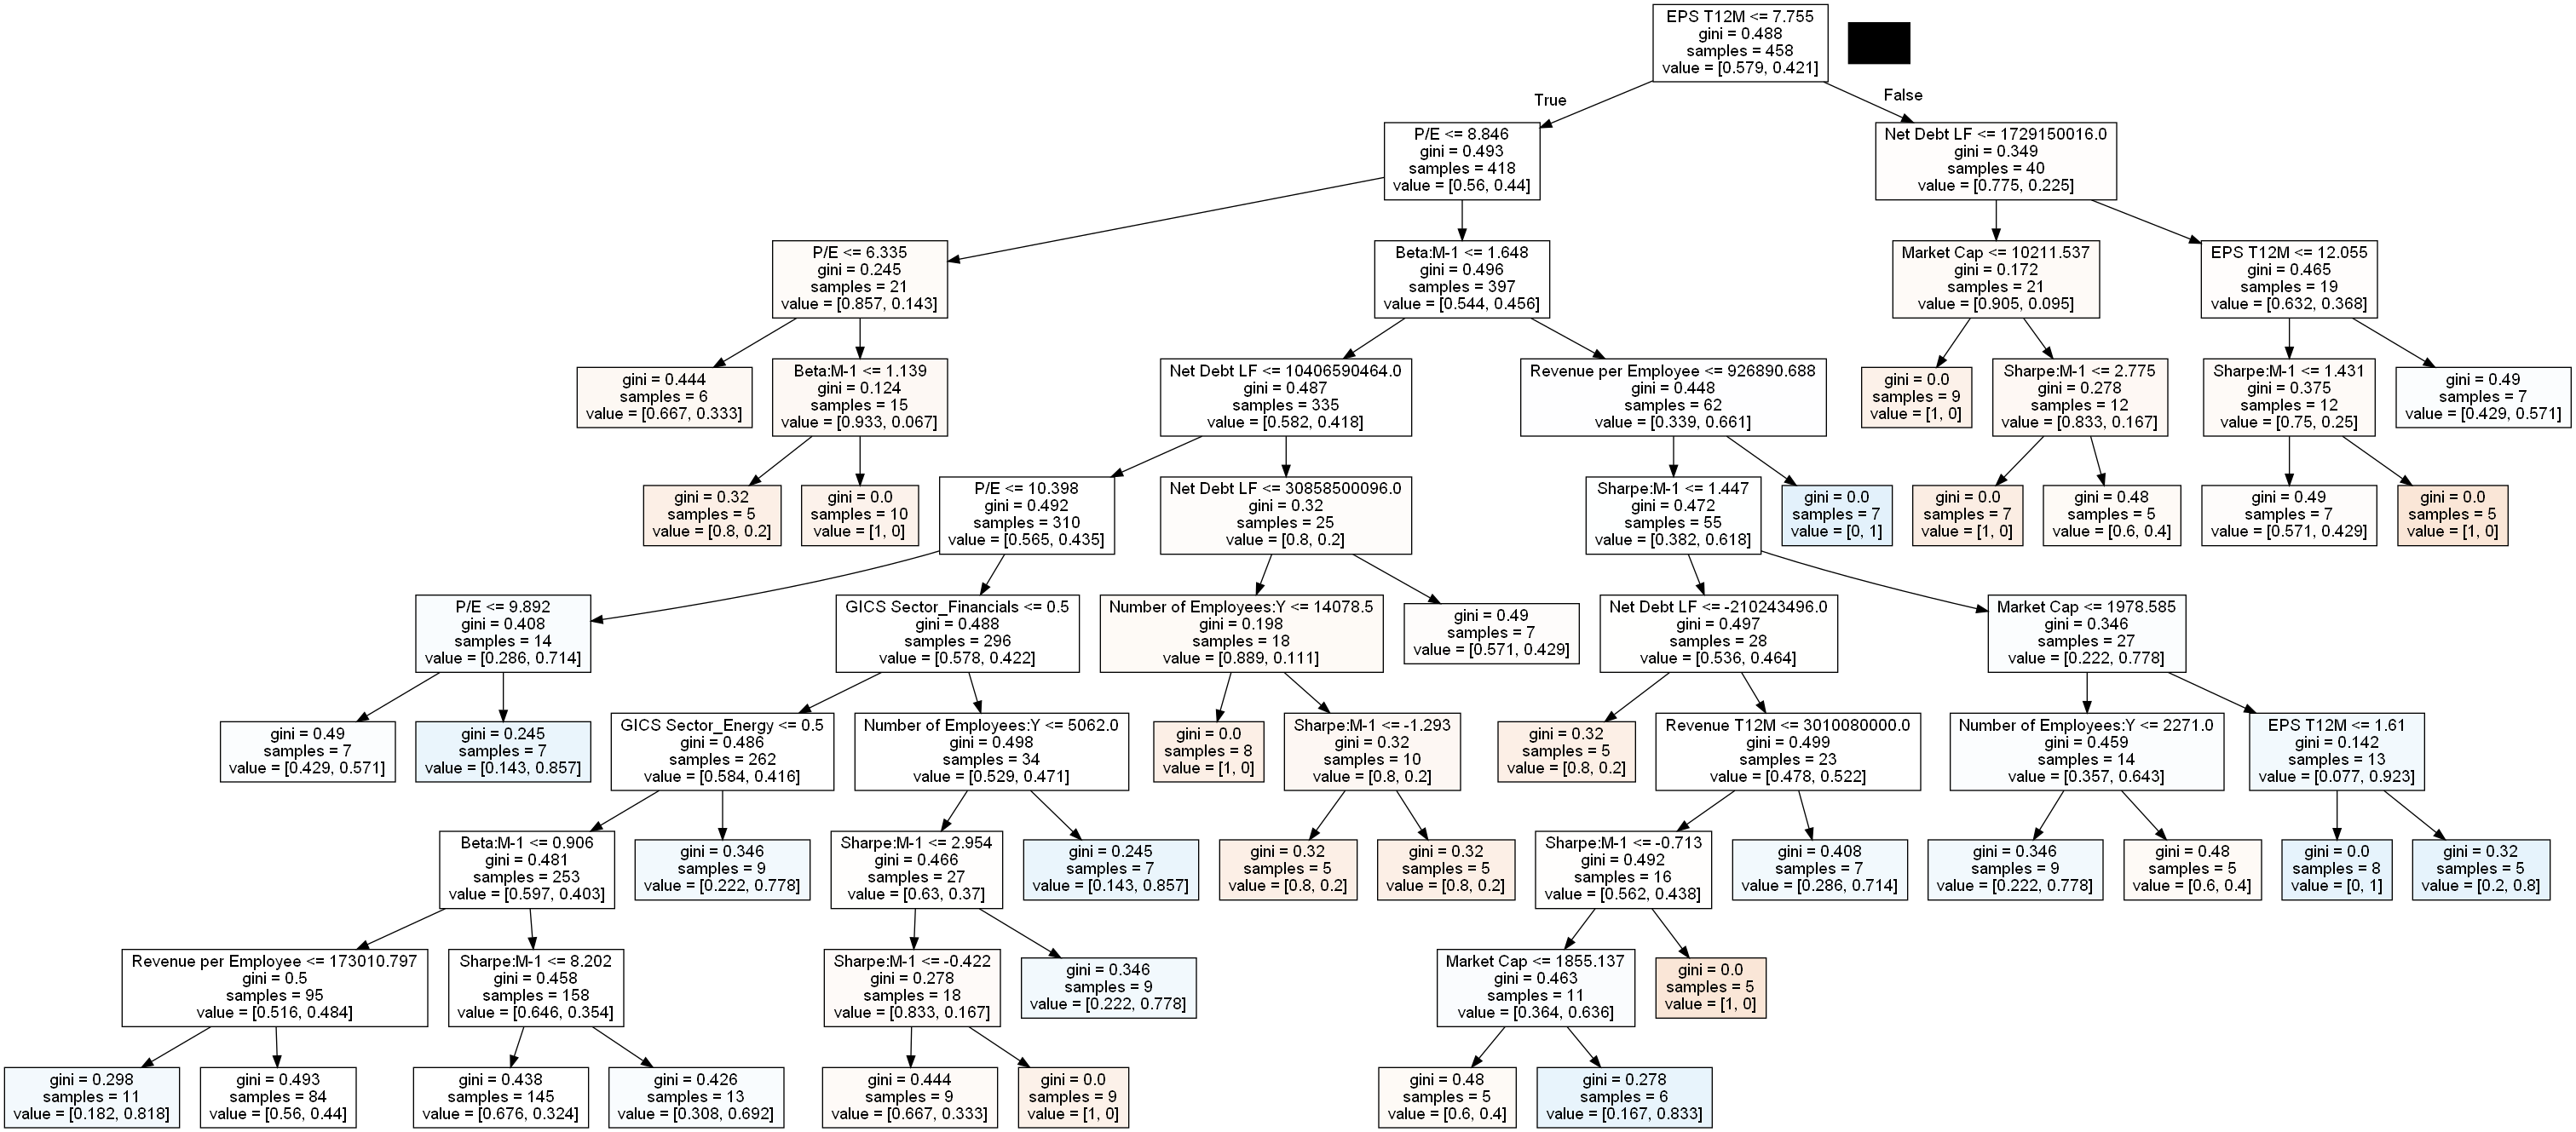 EPS T12M <= 7.755
gini = 0.488
samples = 458
value = [0.579, 0.421]
True
False
P/E <= 8.846
gini = 0.493
samples = 418
value = [0.56, 0.44]
Net Debt LF <= 1729150016.0
gini = 0.349
samples = 40
value = [0.775, 0.225]
P/E <= 6.335
gini = 0.245
samples = 21
value = [0.857, 0.143]
Beta:M-1 <= 1.648
gini = 0.496
samples = 397
value = [0.544, 0.456]
Market Cap <= 10211.537
gini = 0.172
samples = 21
value = [0.905, 0.095]
EPS T12M <= 12.055
gini = 0.465
samples = 19
value = [0.632, 0.368]
gini = 0.444
samples = 6
value = [0.667, 0.333]
Beta:M-1 <= 1.139
gini = 0.124
samples = 15
value = [0.933, 0.067]
Net Debt LF <= 10406590464.0
gini = 0.487
samples = 335
value = [0.582, 0.418]
Revenue per Employee <= 926890.688
gini = 0.448
samples = 62
value = [0.339, 0.661]
gini = 0.0
samples = 9
value = [1, 0]
Sharpe:M-1 <= 2.775
gini = 0.278
samples = 12
value = [0.833, 0.167]
Sharpe:M-1 <= 1.431
gini = 0.375
samples = 12
value = [0.75, 0.25]
gini = 0.49
samples = 7
value = [0.429, 0.571]
gini = 0.32
samples = 5
value = [0.8, 0.2]
gini = 0.0
samples = 10
value = [1, 0]
P/E <= 10.398
gini = 0.492
samples = 310
value = [0.565, 0.435]
Net Debt LF <= 30858500096.0
gini = 0.32
samples = 25
value = [0.8, 0.2]
Sharpe:M-1 <= 1.447
gini = 0.472
samples = 55
value = [0.382, 0.618]
gini = 0.0
samples = 7
value = [0, 1]
gini = 0.0
samples = 7
value = [1, 0]
gini = 0.48
samples = 5
value = [0.6, 0.4]
gini = 0.49
samples = 7
value = [0.571, 0.429]
gini = 0.0
samples = 5
value = [1, 0]
P/E <= 9.892
gini = 0.408
samples = 14
value = [0.286, 0.714]
GICS Sector_Financials <= 0.5
gini = 0.488
samples = 296
value = [0.578, 0.422]
Number of Employees:Y <= 14078.5
gini = 0.198
samples = 18
value = [0.889, 0.111]
gini = 0.49
samples = 7
value = [0.571, 0.429]
Net Debt LF <= -210243496.0
gini = 0.497
samples = 28
value = [0.536, 0.464]
Market Cap <= 1978.585
gini = 0.346
samples = 27
value = [0.222, 0.778]
gini = 0.49
samples = 7
value = [0.429, 0.571]
gini = 0.245
samples = 7
value = [0.143, 0.857]
GICS Sector_Energy <= 0.5
gini = 0.486
samples = 262
value = [0.584, 0.416]
Number of Employees:Y <= 5062.0
gini = 0.498
samples = 34
value = [0.529, 0.471]
gini = 0.0
samples = 8
value = [1, 0]
Sharpe:M-1 <= -1.293
gini = 0.32
samples = 10
value = [0.8, 0.2]
gini = 0.32
samples = 5
value = [0.8, 0.2]
Revenue T12M <= 3010080000.0
gini = 0.499
samples = 23
value = [0.478, 0.522]
Number of Employees:Y <= 2271.0
gini = 0.459
samples = 14
value = [0.357, 0.643]
EPS T12M <= 1.61
gini = 0.142
samples = 13
value = [0.077, 0.923]
Beta:M-1 <= 0.906
gini = 0.481
samples = 253
value = [0.597, 0.403]
gini = 0.346
samples = 9
value = [0.222, 0.778]
Sharpe:M-1 <= 2.954
gini = 0.466
samples = 27
value = [0.63, 0.37]
gini = 0.245
samples = 7
value = [0.143, 0.857]
gini = 0.32
samples = 5
value = [0.8, 0.2]
gini = 0.32
samples = 5
value = [0.8, 0.2]
Sharpe:M-1 <= -0.713
gini = 0.492
samples = 16
value = [0.562, 0.438]
gini = 0.408
samples = 7
value = [0.286, 0.714]
gini = 0.346
samples = 9
value = [0.222, 0.778]
gini = 0.48
samples = 5
value = [0.6, 0.4]
gini = 0.0
samples = 8
value = [0, 1]
gini = 0.32
samples = 5
value = [0.2, 0.8]
Revenue per Employee <= 173010.797
gini = 0.5
samples = 95
value = [0.516, 0.484]
Sharpe:M-1 <= 8.202
gini = 0.458
samples = 158
value = [0.646, 0.354]
Sharpe:M-1 <= -0.422
gini = 0.278
samples = 18
value = [0.833, 0.167]
gini = 0.346
samples = 9
value = [0.222, 0.778]
Market Cap <= 1855.137
gini = 0.463
samples = 11
value = [0.364, 0.636]
gini = 0.0
samples = 5
value = [1, 0]
gini = 0.298
samples = 11
value = [0.182, 0.818]
gini = 0.493
samples = 84
value = [0.56, 0.44]
gini = 0.438
samples = 145
value = [0.676, 0.324]
gini = 0.426
samples = 13
value = [0.308, 0.692]
gini = 0.444
samples = 9
value = [0.667, 0.333]
gini = 0.0
samples = 9
value = [1, 0]
gini = 0.48
samples = 5
value = [0.6, 0.4]
gini = 0.278
samples = 6
value = [0.167, 0.833]